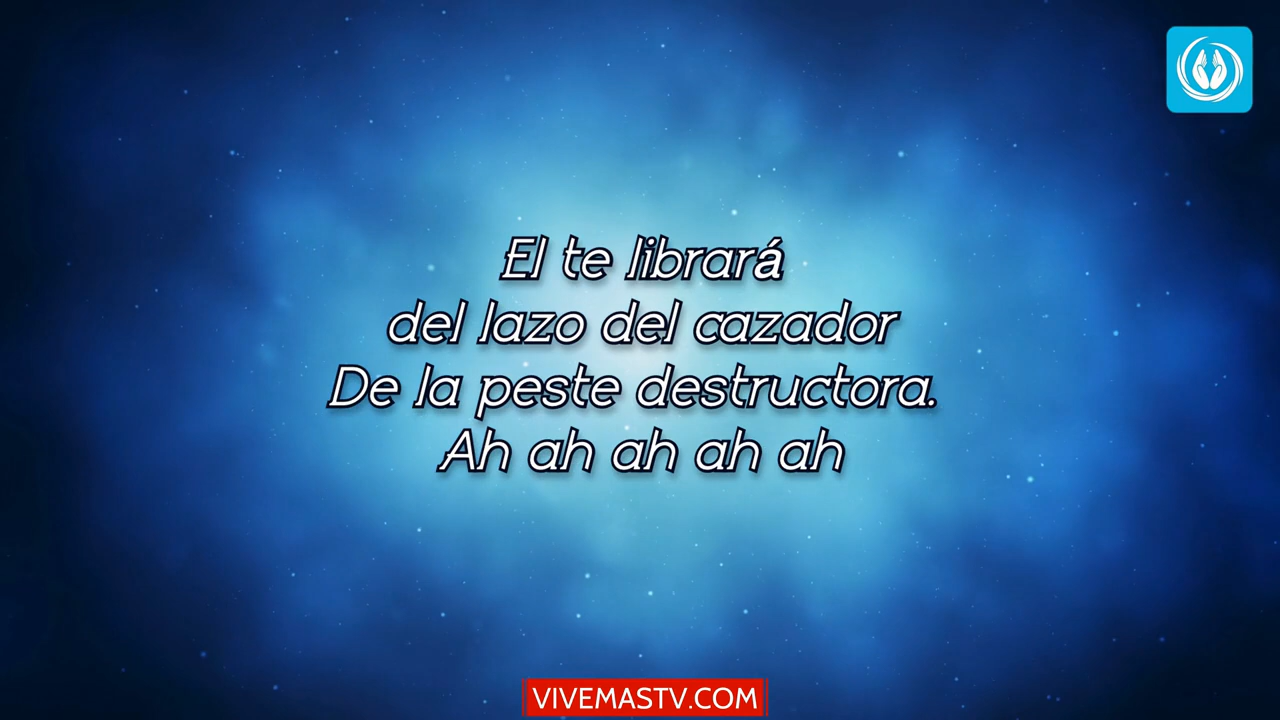 El te librará
del lazo del cazador
De la peste destructora.
Ah ah ah ah ah
VIVEMASTV.COM